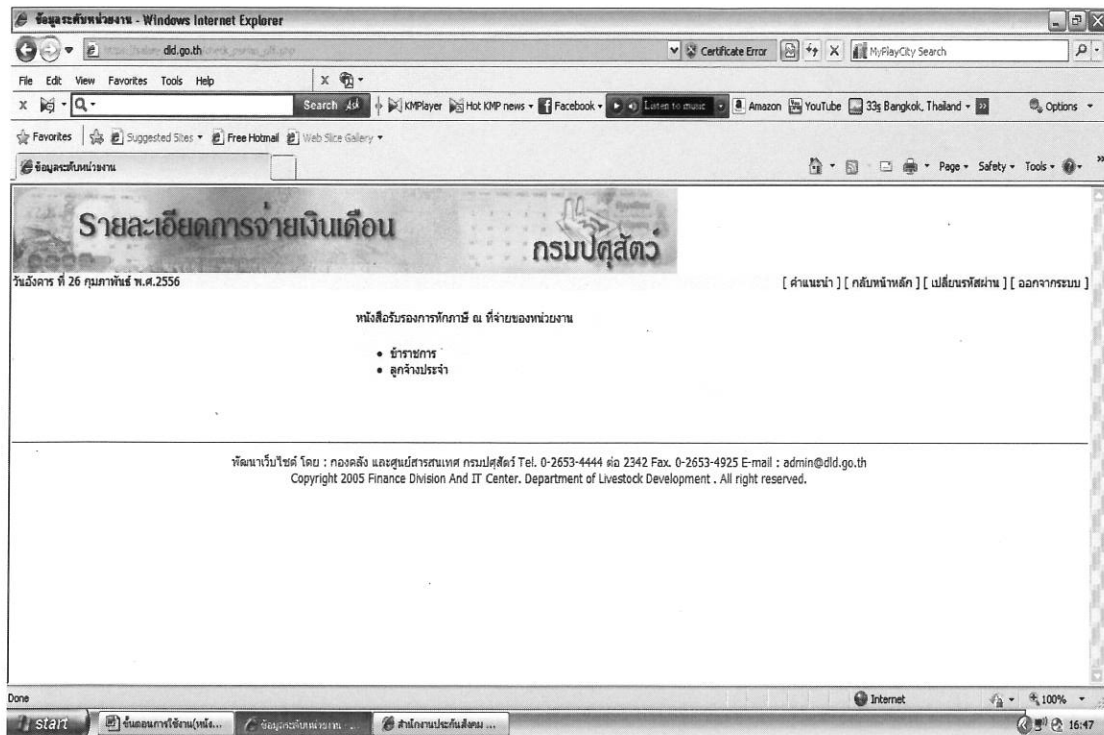 ข้อมูลระดับหน่วยงาน - Windows Internet Explorer
dld.go.th
Certificate Error
MyPlayCity Search
File Edit View Favorites Tools Help
X
x Search Ask KMPlayer Hot KMP news Facebook Listen to music Amazon YouTube 33ş Bangkok, Thailand Options
Favorites Suggested Sites Free Hotmail Web Slice Gallery
ข้อมูลระดับหน่วยงาน
Page Safety Tools
รายละเอียดการจ่ายเงินเดือน
กรมปศุสัตว์
วันอังคาร ที่ 26 กุมภาพันธ์ พ.ศ.2556
[ คำแนะนำ ] [ กลับหน้าหลัก ] [ เปลี่ยนรหัสผ่าน ] [ ออกจากระบบ ]
หนังสือรับรองการหักภาษี ณ ที่จ่ายของหน่วยงาน
• ข้าราชการ
• ลูกจ้างประจำ
พัฒนาเว็บไซต์ โดย : กองคลัง และศูนย์สารสนเทศ กรมปศุสัตว์ Tel. 0-2653-4444 ต่อ 2342 Fax. 0-2653-4925 E-mail : admin@dld.go.th
Copyright 2005 Finance Division And IT Center. Department of Livestock Development . All right reserved.
Done Internet 100%
start ขั้นตอนการใช้งาน(หนัง... ข้อมูลระดับหน่วยงาน - ... สำนักงานประกันสังคม ... 16:47